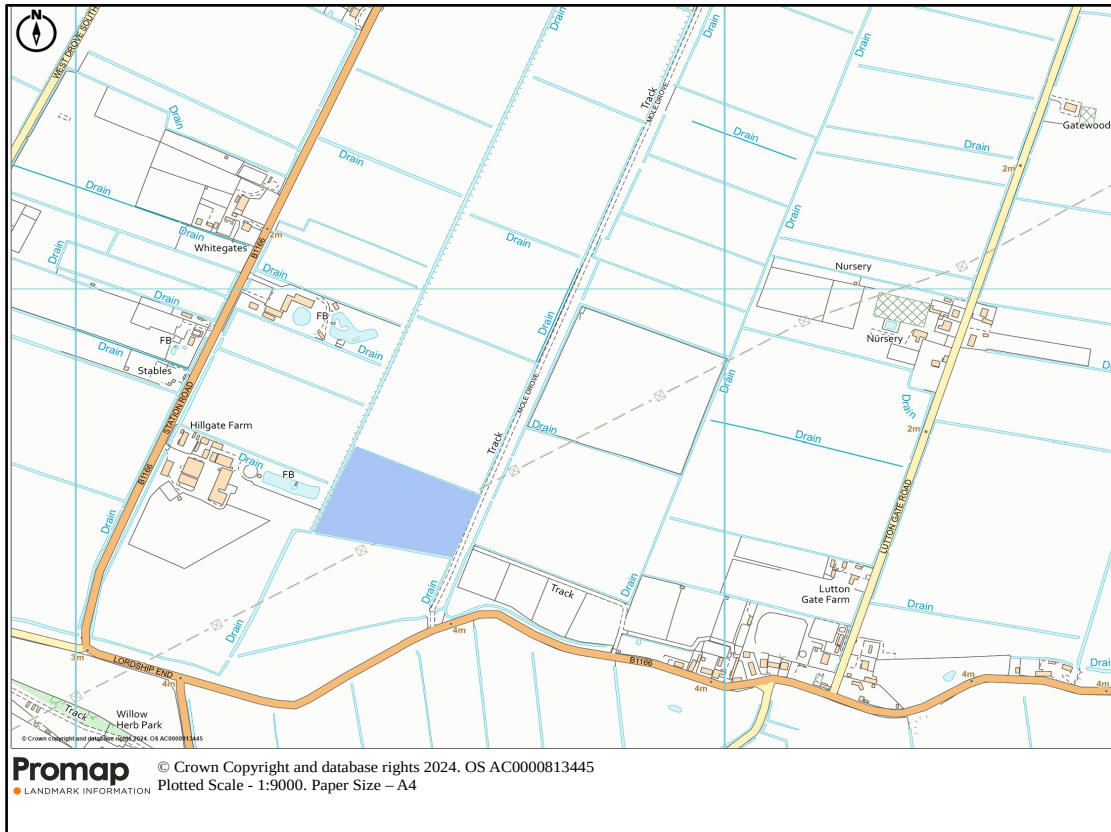 N
Drain
Drain
Drain
WEST DROVE SOUTH
Track
MOLE DROVE
Drain
Drain
Gatewood
Drain
Drain
2m
Drain
Drain
Drain
Drain
2m
Whitegates
B1166
Drain
Drain
Drain
Nursery
Drain
FB
Drain
FB
Drain
Nursery
Drain
Stables
Drain
Drain
MOLE DROVE
STATION ROAD
Drain
Drain
2m
Hillgate Farm
Track
Drain
Drain
FB
B1166
Drain
LUTTON GATE ROAD
Drain
Track
Drain
Lutton
Gate Farm
Drain
Drain
4m
3m
LORDSHIP END
B1166
4m
4m
4m
4m
Drain
Track
Willow
Herb Park
© Crown copyright and database rights 2024. OS AC0000813445
Promap
LANDMARK INFORMATION
© Crown Copyright and database rights 2024. OS AC0000813445
Plotted Scale - 1:9000. Paper Size – A4